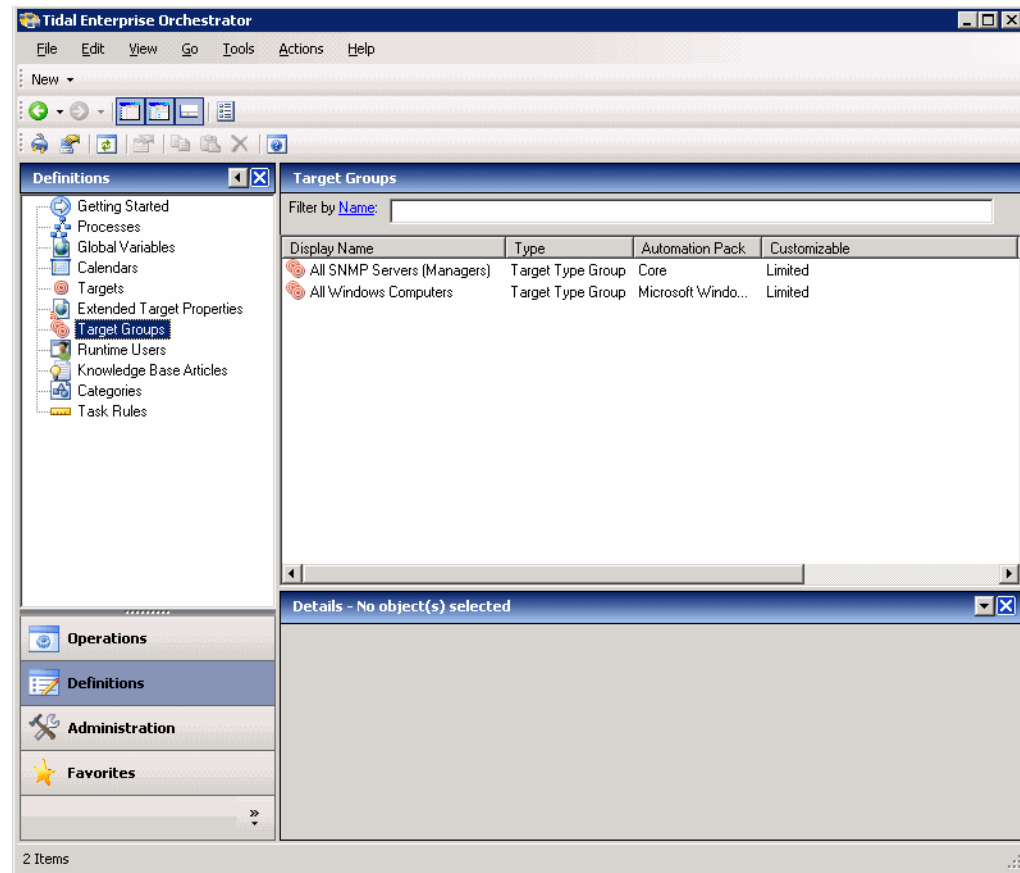 Tidal Enterprise Orchestrator
File Edit View Go Tools Actions Help
New
Definitions
Getting Started
Processes
Global Variables
Calendars
Targets
Extended Target Properties
Target Groups
Runtime Users
Knowledge Base Articles
Categories
Task Rules
Operations
Definitions
Administration
Favorites
Target Groups
Filter by Name:
Display Name Type Automation Pack Customizable
All SNMP Servers (Managers) Target Type Group Core Limited
All Windows Computers Target Type Group Microsoft Windo... Limited
Details - No object(s) selected
2 Items